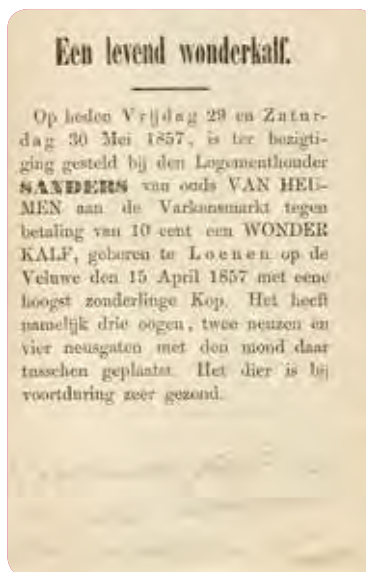 Een levend wonderkalf.
Op heden Vrijdag 29 en Zatur-
dag 30 Mei 1857, is ter bezigti-
ging gesteld bij den Logementhouder
SANDERS van ouds VAN HEU-
MEN aan de Varkensmarkt tegen
betaling van 10 cent een WONDER
KALF, geboren te Loenen op de
Veluwe den 15 April 1857 met eene
hoogst zonderlinge Kop. Het heeft
namelijk drie oogen, twee neuzen en
vier neusgaten met den mond daar
tusschen geplaatst. Het dier is bij
voortduring zeer gezond.